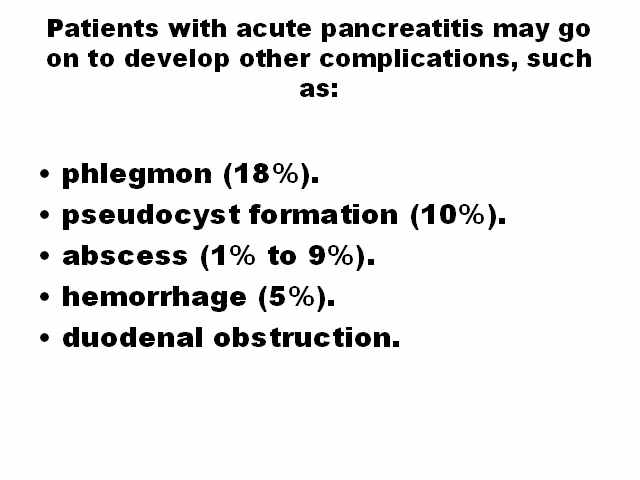 Patients with acute pancreatitis may go
on to develop other complications, such
as:
• phlegmon (18%).
• pseudocyst formation (10%).
• abscess (1% to 9%).
• hemorrhage (5%).
• duodenal obstruction.